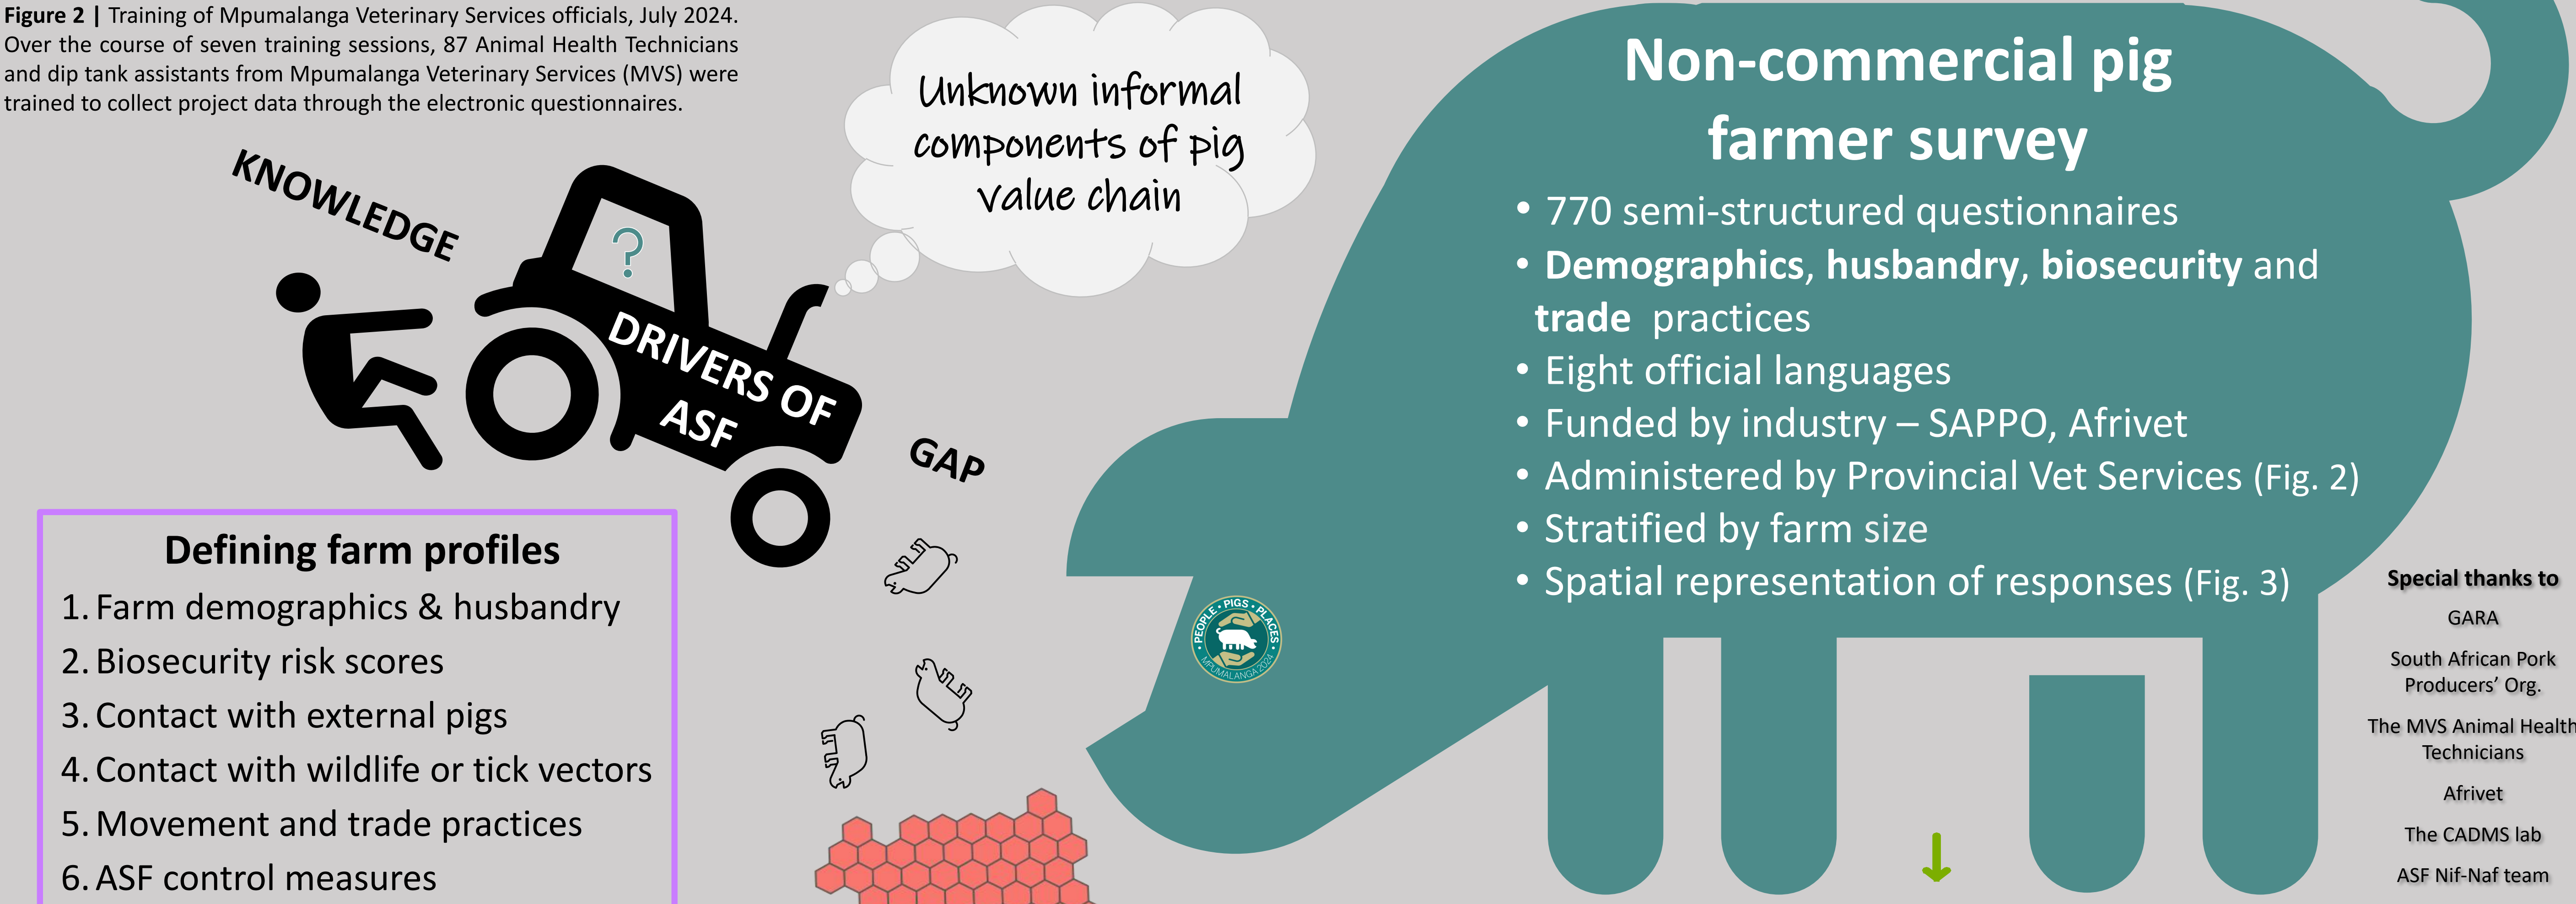 Figure 2 | Training of Mpumalanga Veterinary Services officials, July 2024.
Over the course of seven training sessions, 87 Animal Health Technicians
and dip tank assistants from Mpumalanga Veterinary Services (MVS) were
trained to collect project data through the electronic questionnaires.
KNOWLEDGE
?
DRIVERS OF
ASF
GAP
Unknown informal
components of pig
value chain
Defining farm profiles
1. Farm demographics & husbandry
2. Biosecurity risk scores
3. Contact with external pigs
4. Contact with wildlife or tick vectors
5. Movement and trade practices
6. ASF control measures
PEOPLE • PIGS • PLACES
MPUMALANGA 2024
Non-commercial pig
farmer survey
• 770 semi-structured questionnaires
• Demographics, husbandry, biosecurity and
trade practices
• Eight official languages
• Funded by industry – SAPPO, Afrivet
• Administered by Provincial Vet Services (Fig. 2)
• Stratified by farm size
• Spatial representation of responses (Fig. 3)
Special thanks to
GARA
South African Pork
Producers’ Org.
The MVS Animal Health
Technicians
Afrivet
The CADMS lab
ASF Nif-Naf team